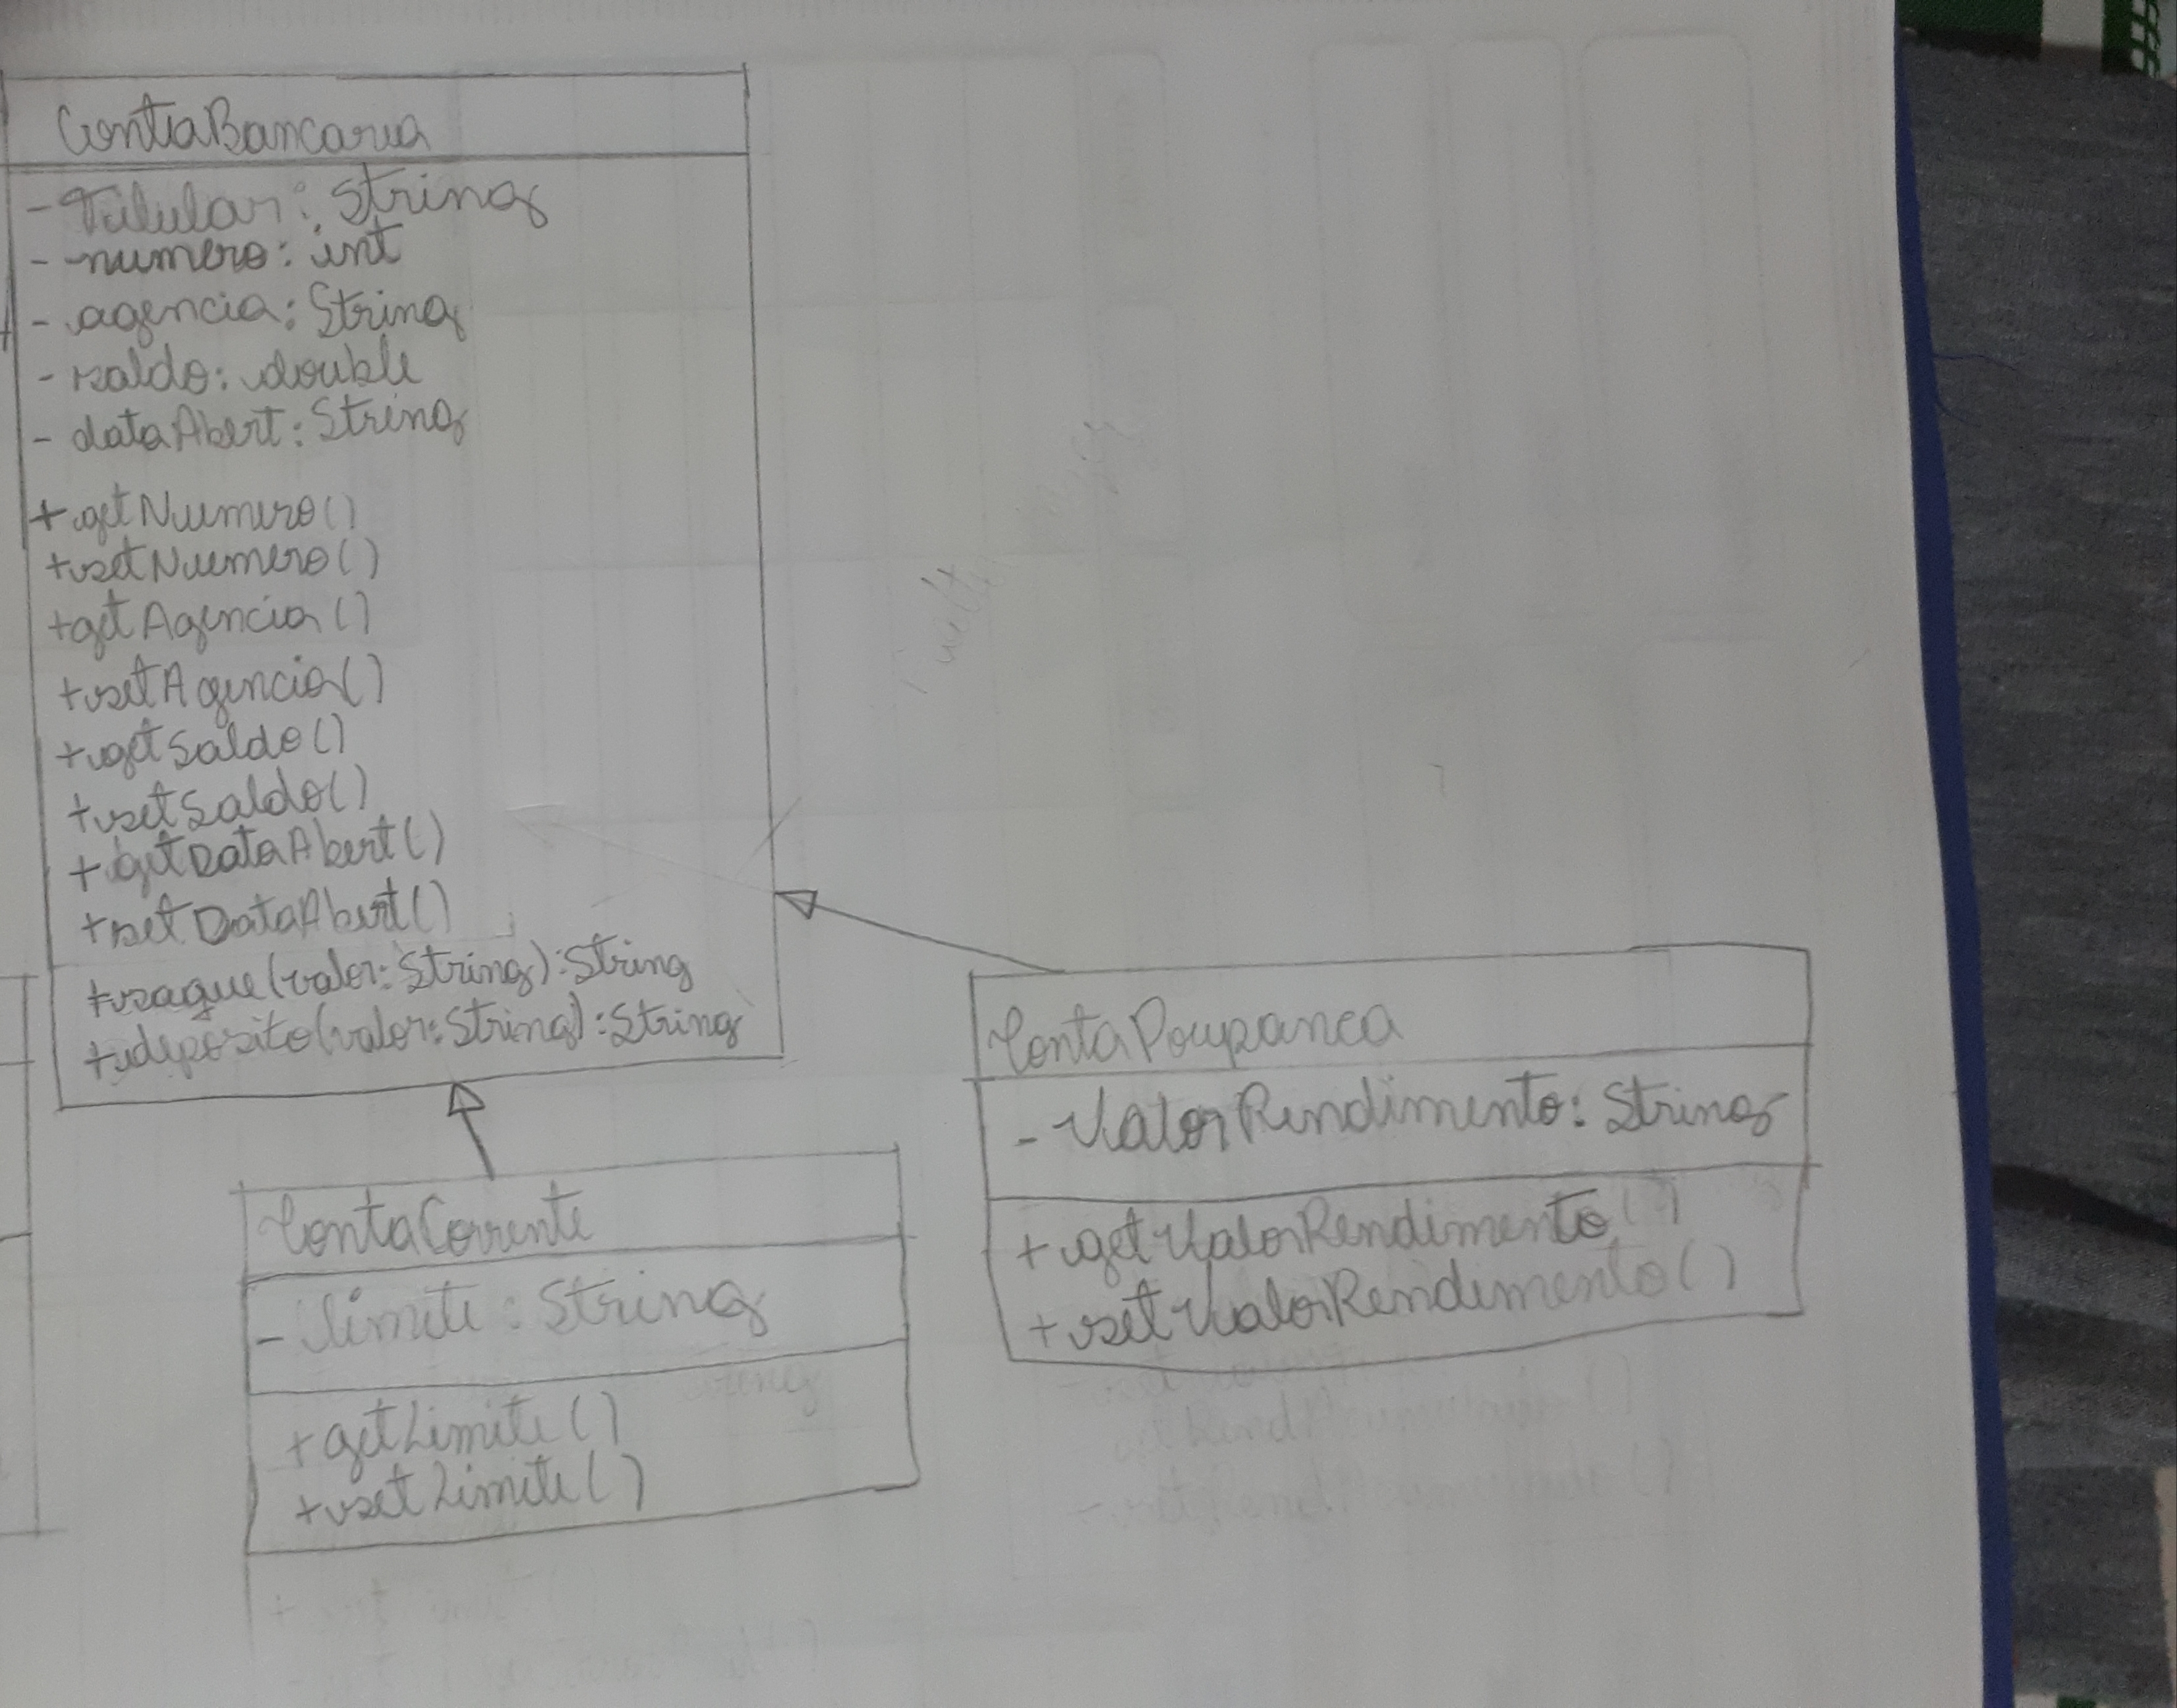 ContaBancaria
- Titular: String
- numero: int
- agencia: String
- saldo: double
- dataAbert: String
+ getNumero()
+ setNumero()
+ getAgencia()
+ setAgencia()
+ getSaldo()
+ setSaldo()
+ getDataAbert()
+ setDataAbert()
+ saque(valor: String): String
+ deposito(valor: String): String
ContaPoupanca
- ValorRendimento: String
+ getValorRendimento()
+ setValorRendimento()
ContaCorrente
- limite: String
+ getLimite()
+ setLimite()